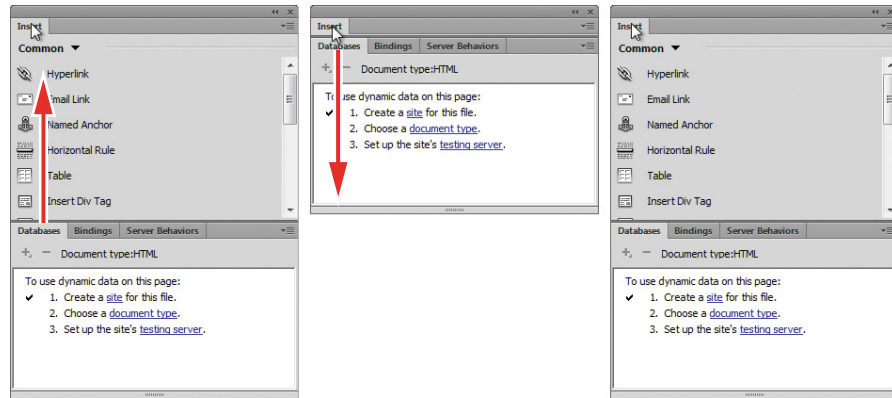 Insert
Common
Hyperlink
Email Link
Named Anchor
Horizontal Rule
Table
Insert Div Tag
Databases Bindings Server Behaviors
Document type:HTML
To use dynamic data on this page:
1. Create a site for this file.
2. Choose a document type.
3. Set up the site's testing server.
Insert
Databases Bindings Server Behaviors
Document type:HTML
To use dynamic data on this page:
1. Create a site for this file.
2. Choose a document type.
3. Set up the site's testing server.
Insert
Common
Hyperlink
Email Link
Named Anchor
Horizontal Rule
Table
Insert Div Tag
Databases Bindings Server Behaviors
Document type:HTML
To use dynamic data on this page:
1. Create a site for this file.
2. Choose a document type.
3. Set up the site's testing server.